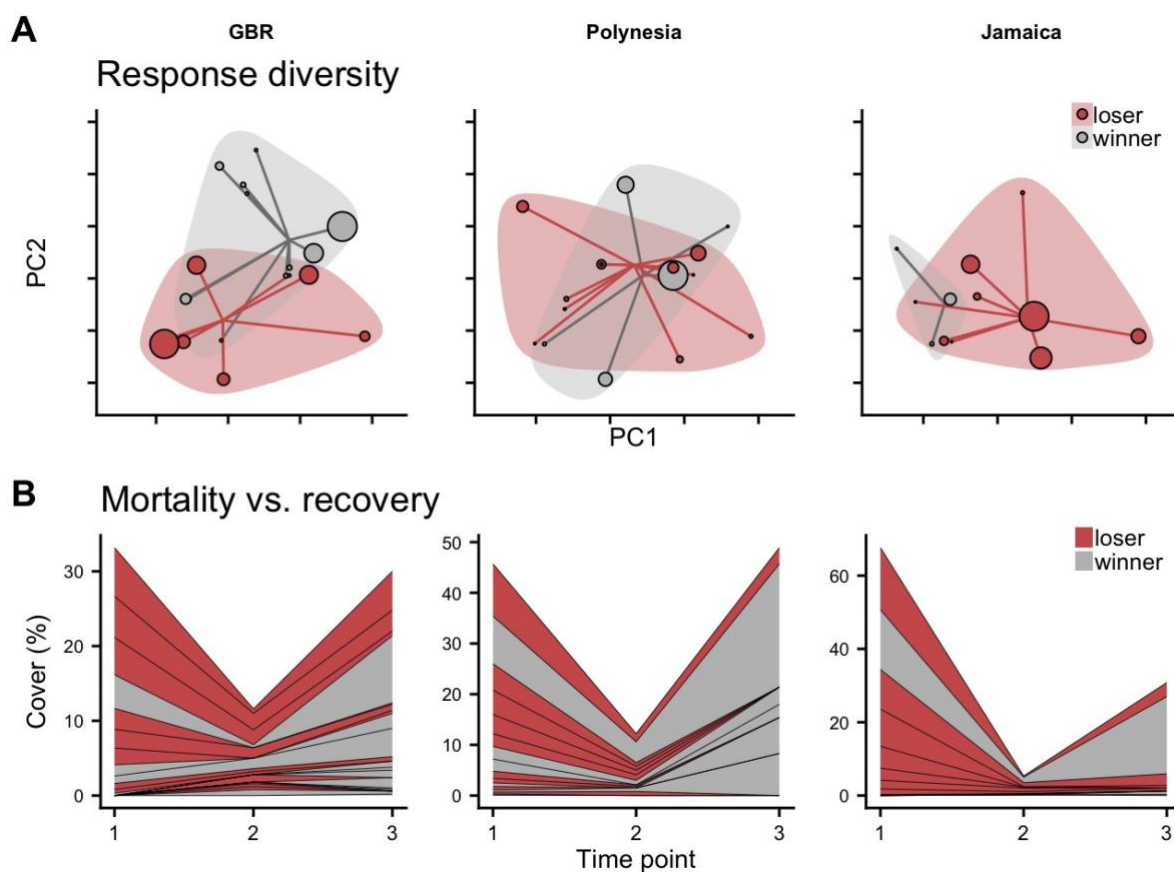 A
GBR
Polynesia
Jamaica
Response diversity
loser
winner
PC2
PC1
B
Mortality vs. recovery
loser
winner
Cover (%)
30
20
10
0
50
40
30
20
10
0
60
40
20
0
1 2 3
1 2 3
1 2 3
Time point